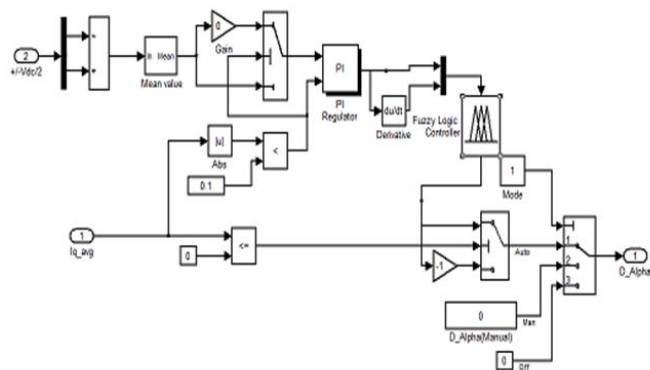 0
Gain
2
+/-Vdc/2
In Mean
Mean value
PI
PI
Regulator
du/dt
Derivative
Fuzzy Logic
Controller
|u|
Abs
<
0.1
1
Mode
1
Iq_avg
0
<=
-1
Auto
1
2
3
1
D_Alpha
0
Man
D_Alpha(Manual)
0
Off